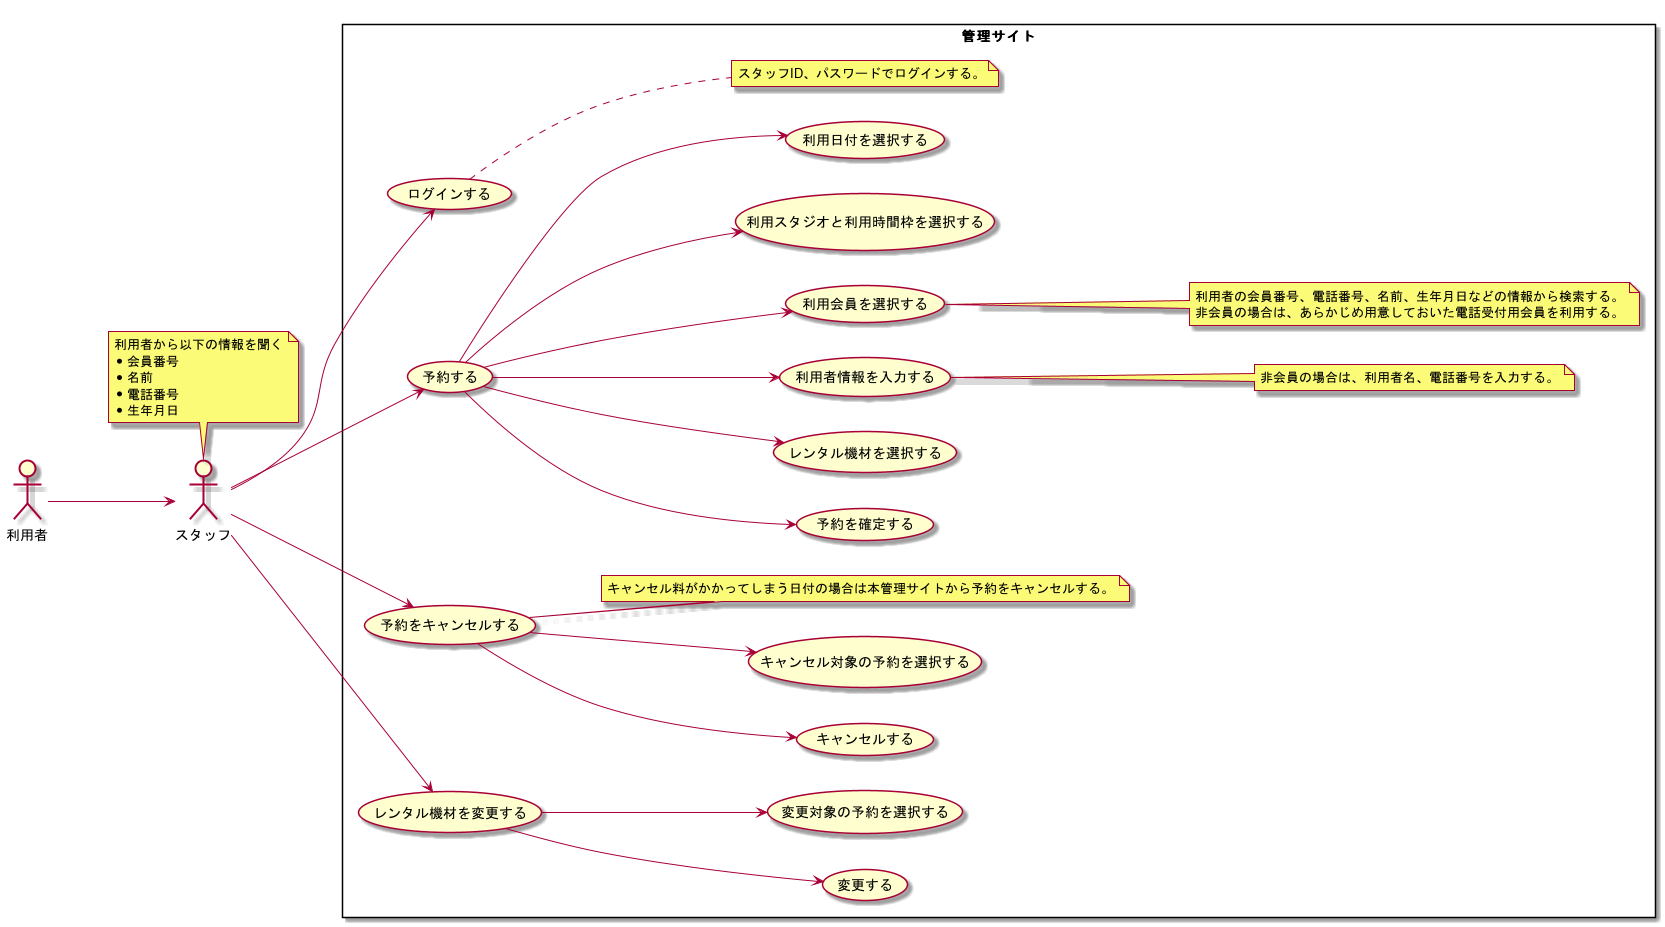 管理サイト
スタッフID、パスワードでログインする。
利用日付を選択する
ログインする
利用スタジオと利用時間枠を選択する
利用会員を選択する
利用者の会員番号、電話番号、名前、生年月日などの情報から検索する。
非会員の場合は、あらかじめ用意しておいた電話受付用会員を利用する。
利用者から以下の情報を聞く
• 会員番号
• 名前
• 電話番号
• 生年月日
予約する
利用者情報を入力する
非会員の場合は、利用者名、電話番号を入力する。
レンタル機材を選択する
予約を確定する
利用者
スタッフ
キャンセル料がかかってしまう日付の場合は本管理サイトから予約をキャンセルする。
予約をキャンセルする
キャンセル対象の予約を選択する
キャンセルする
レンタル機材を変更する
変更対象の予約を選択する
変更する